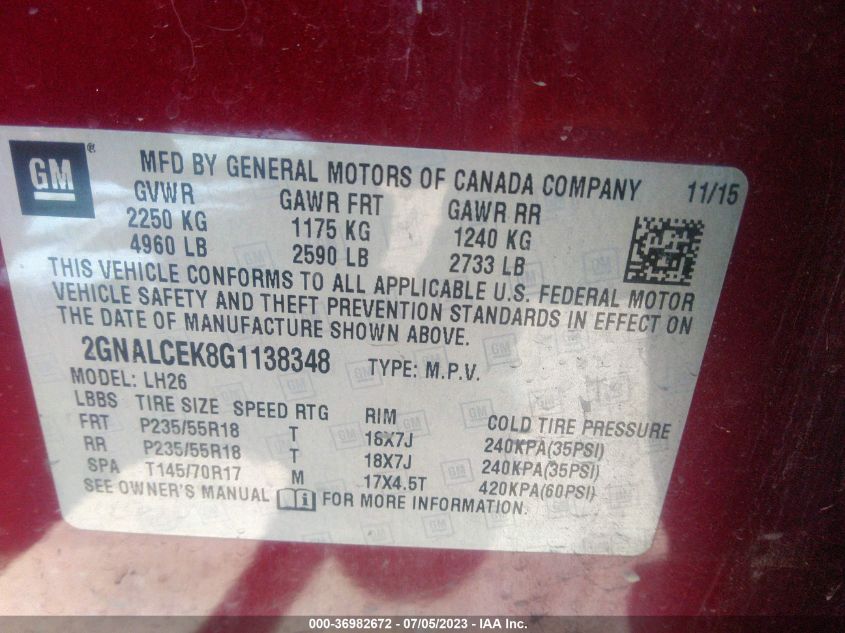 GM®
MFD BY GENERAL MOTORS OF CANADA COMPANY 11/15
GVWR GAWR FRT GAWR RR
2250 KG 1175 KG 1240 KG
4960 LB 2590 LB 2733 LB
THIS VEHICLE CONFORMS TO ALL APPLICABLE U.S. FEDERAL MOTOR
VEHICLE SAFETY AND THEFT PREVENTION STANDARDS IN EFFECT ON
THE DATE OF MANUFACTURE SHOWN ABOVE.
2GNALCEK8G1138348 TYPE: M.P.V.
MODEL: LH26
LBBS TIRE SIZE SPEED RTG RIM COLD TIRE PRESSURE
FRT P235/55R18 T 18X7J 240KPA(35PSI)
RR P235/55R18 T 18X7J 240KPA(35PSI)
SPA T145/70R17 M 17X4.5T 420KPA(60PSI)
SEE OWNER'S MANUAL FOR MORE INFORMATION.
000-36982672 / 07/05/2023 - IAA Inc.